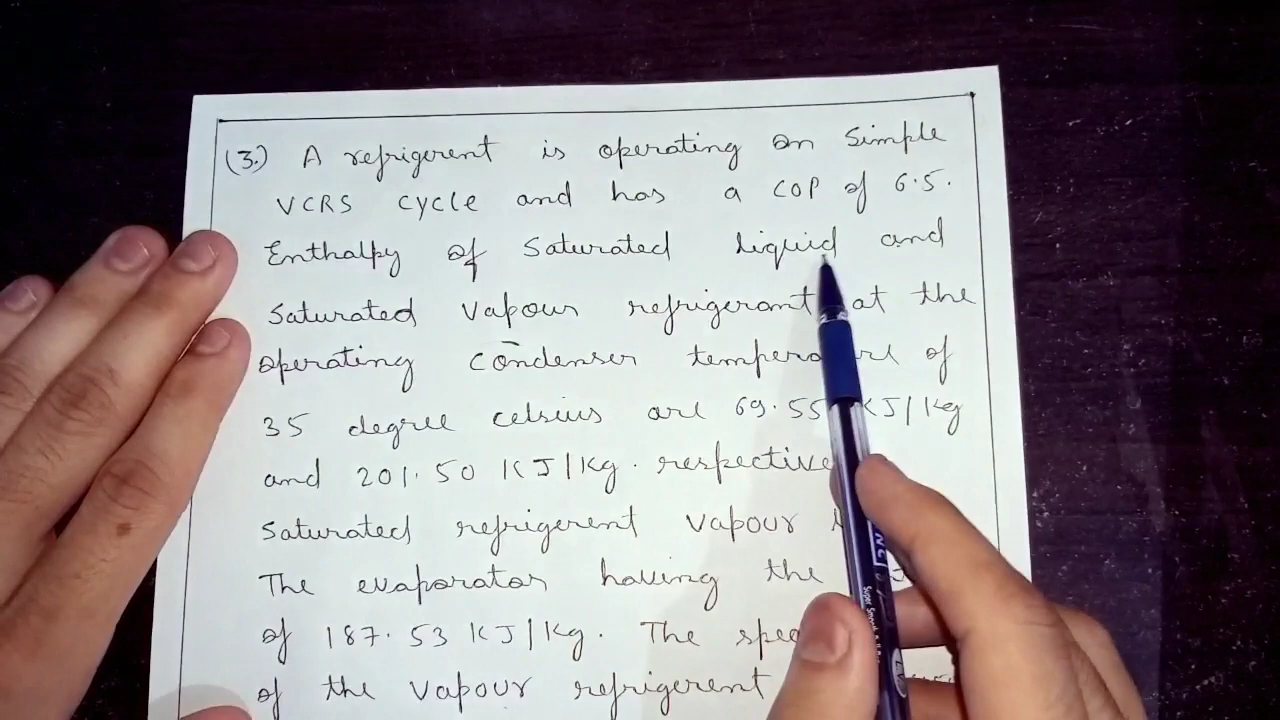 (3.) A refrigerent is operating on Simple
VCRS cycle and has a COP of 6.5.
Enthalpy of Saturated liquid and
Saturated Vapour refrigerant at the
operating condenser temperature of
35 degree celsius are 69.55 KJ/Kg
and 201.50 KJ/Kg. respective
Saturated refrigerent vapour
The evaporator having the
of 187.53 KJ/Kg. The
of the vapour refrigerent